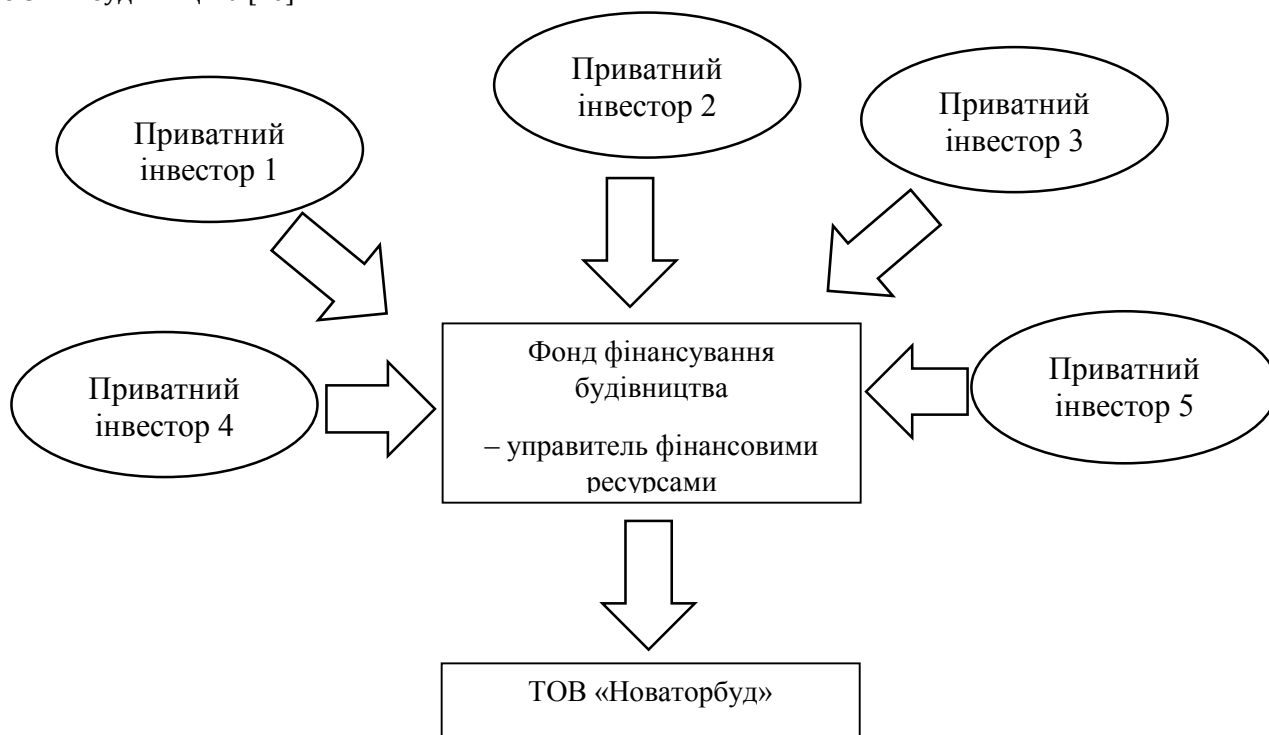 Приватний
інвестор 2
Приватний
інвестор 3
Приватний
інвестор 1
Фонд фінансування
будівництва
– управитель фінансовими
ресурсами
Приватний
інвестор 4
Приватний
інвестор 5
ТОВ «Новаторбуд»